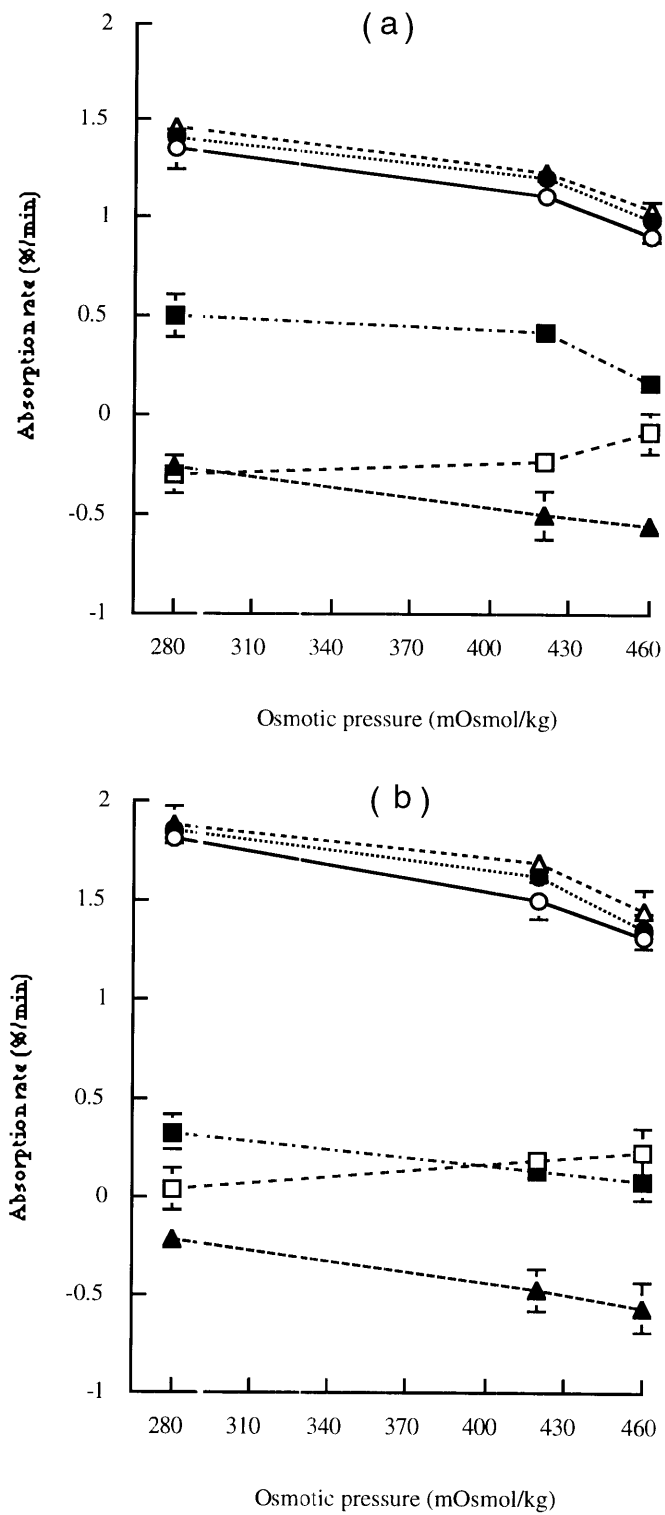 (a)
2
1.5
1
0.5
0
-0.5
-1
Absorption rate (%/min)
280 310 340 370 400 430 460
Osmotic pressure (mOsmol/kg)
(b)
2
1.5
1
0.5
0
-0.5
-1
Absorption rate (%/min)
280 310 340 370 400 430 460
Osmotic pressure (mOsmol/kg)